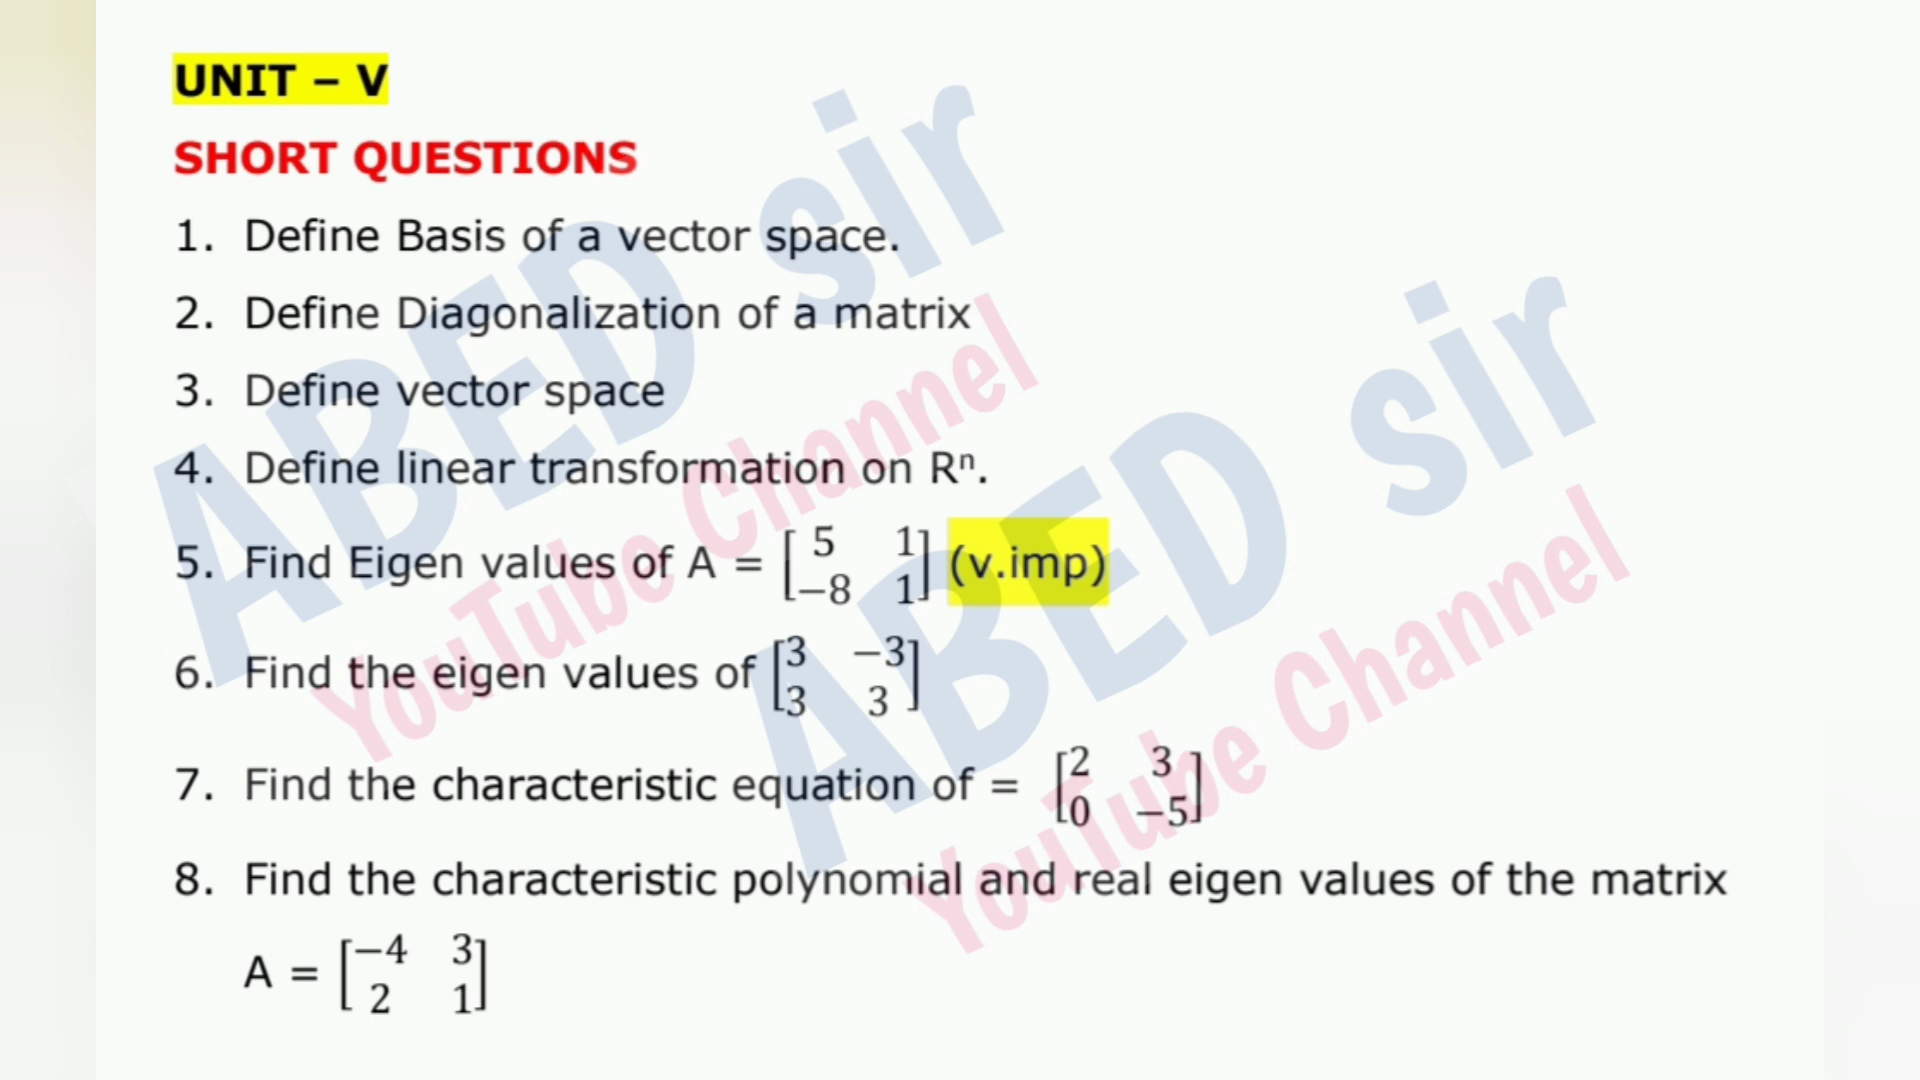 UNIT – V
SHORT QUESTIONS
1. Define Basis of a vector space.
2. Define Diagonalization of a matrix
3. Define vector space
4. Define linear transformation on Rⁿ.
5. Find Eigen values of A = [5 1
−8 1] (v.imp)
6. Find the eigen values of [3 −3
3 3]
7. Find the characteristic equation of = [2 3
0 −5]
8. Find the characteristic polynomial and real eigen values of the matrix
A = [−4 3
2 1]
ABED sir
YouTube Channel
ABED sir
YouTube Channel